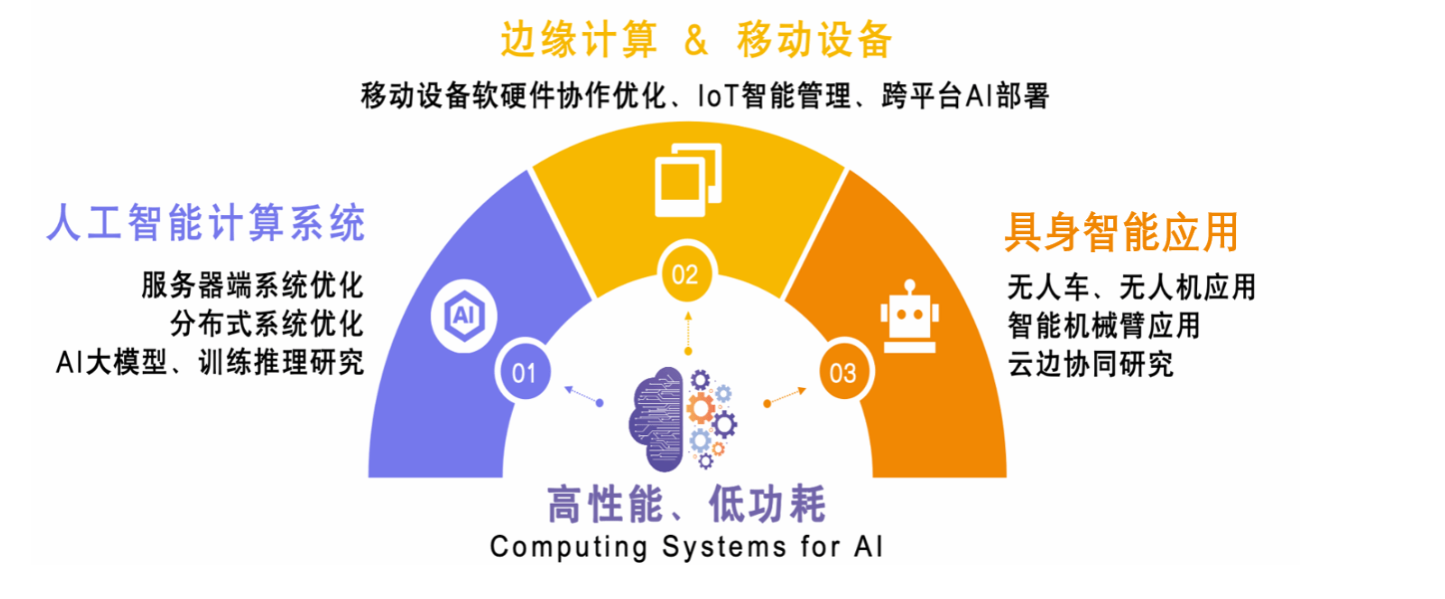 边缘计算 & 移动设备
移动设备软硬件协作优化、IoT智能管理、跨平台AI部署
人工智能计算系统
服务器端系统优化
分布式系统优化
AI大模型、训练推理研究
AI
01
02
03
具身智能应用
无人车、无人机应用
智能机械臂应用
云边协同研究
高性能、低功耗
Computing Systems for AI